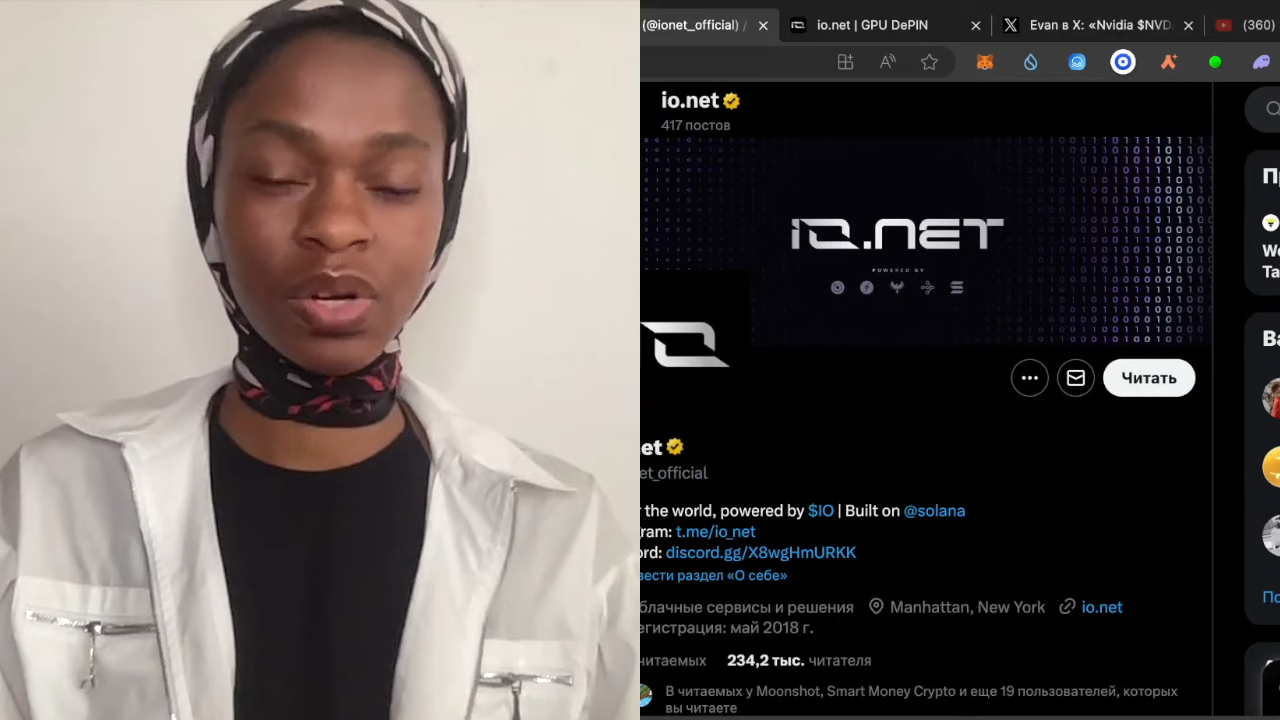 (@ionet_official) /
io.net | GPU DePIN
Evan в X: «Nvidia $NVD
(360)
io.net
417 постов
IO.NET
POWERED BY
Читать
et
et_official
the world, powered by $IO | Built on @solana
ram: t.me/io_net
ord: discord.gg/X8wgHmURKK
вести раздел «О себе»
блачные сервисы и решения Manhattan, New York io.net
егистрация: май 2018 г.
читаемых 234,2 тыс. читателя
В читаемых у Moonshot, Smart Money Crypto и еще 19 пользователей, которых
вы читаете